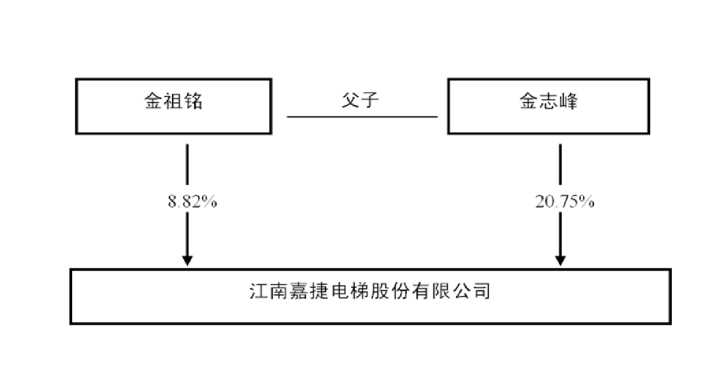 金祖铭
父子
金志峰
8.82%
20.75%
江南嘉捷电梯股份有限公司